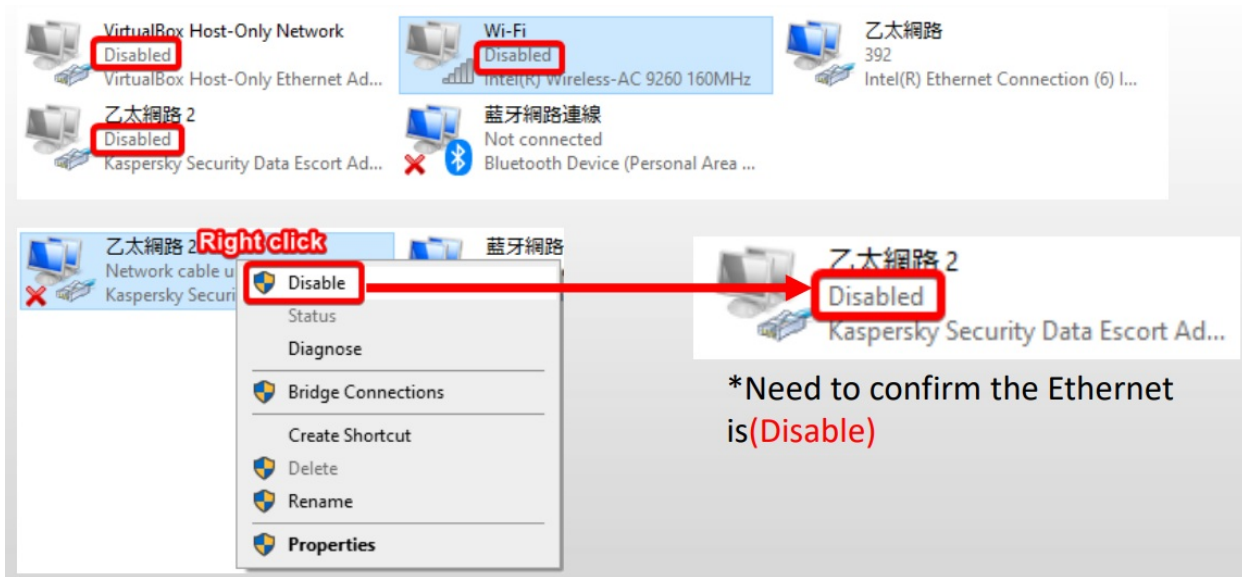 VirtualBox Host-Only Network
Disabled
VirtualBox Host-Only Ethernet Ad...
Wi-Fi
Disabled
Intel(R) Wireless-AC 9260 160MHz
乙太網路
392
Intel(R) Ethernet Connection (6) I...
乙太網路 2
Disabled
Kaspersky Security Data Escort Ad...
藍牙網路連線
Not connected
Bluetooth Device (Personal Area ...
乙太網路 2
Right click
Network cable u
Kaspersky Securi
藍牙網路
Disable
Status
Diagnose
Bridge Connections
Create Shortcut
Delete
Rename
Properties
乙太網路 2
Disabled
Kaspersky Security Data Escort Ad...
*Need to confirm the Ethernet
is(Disable)